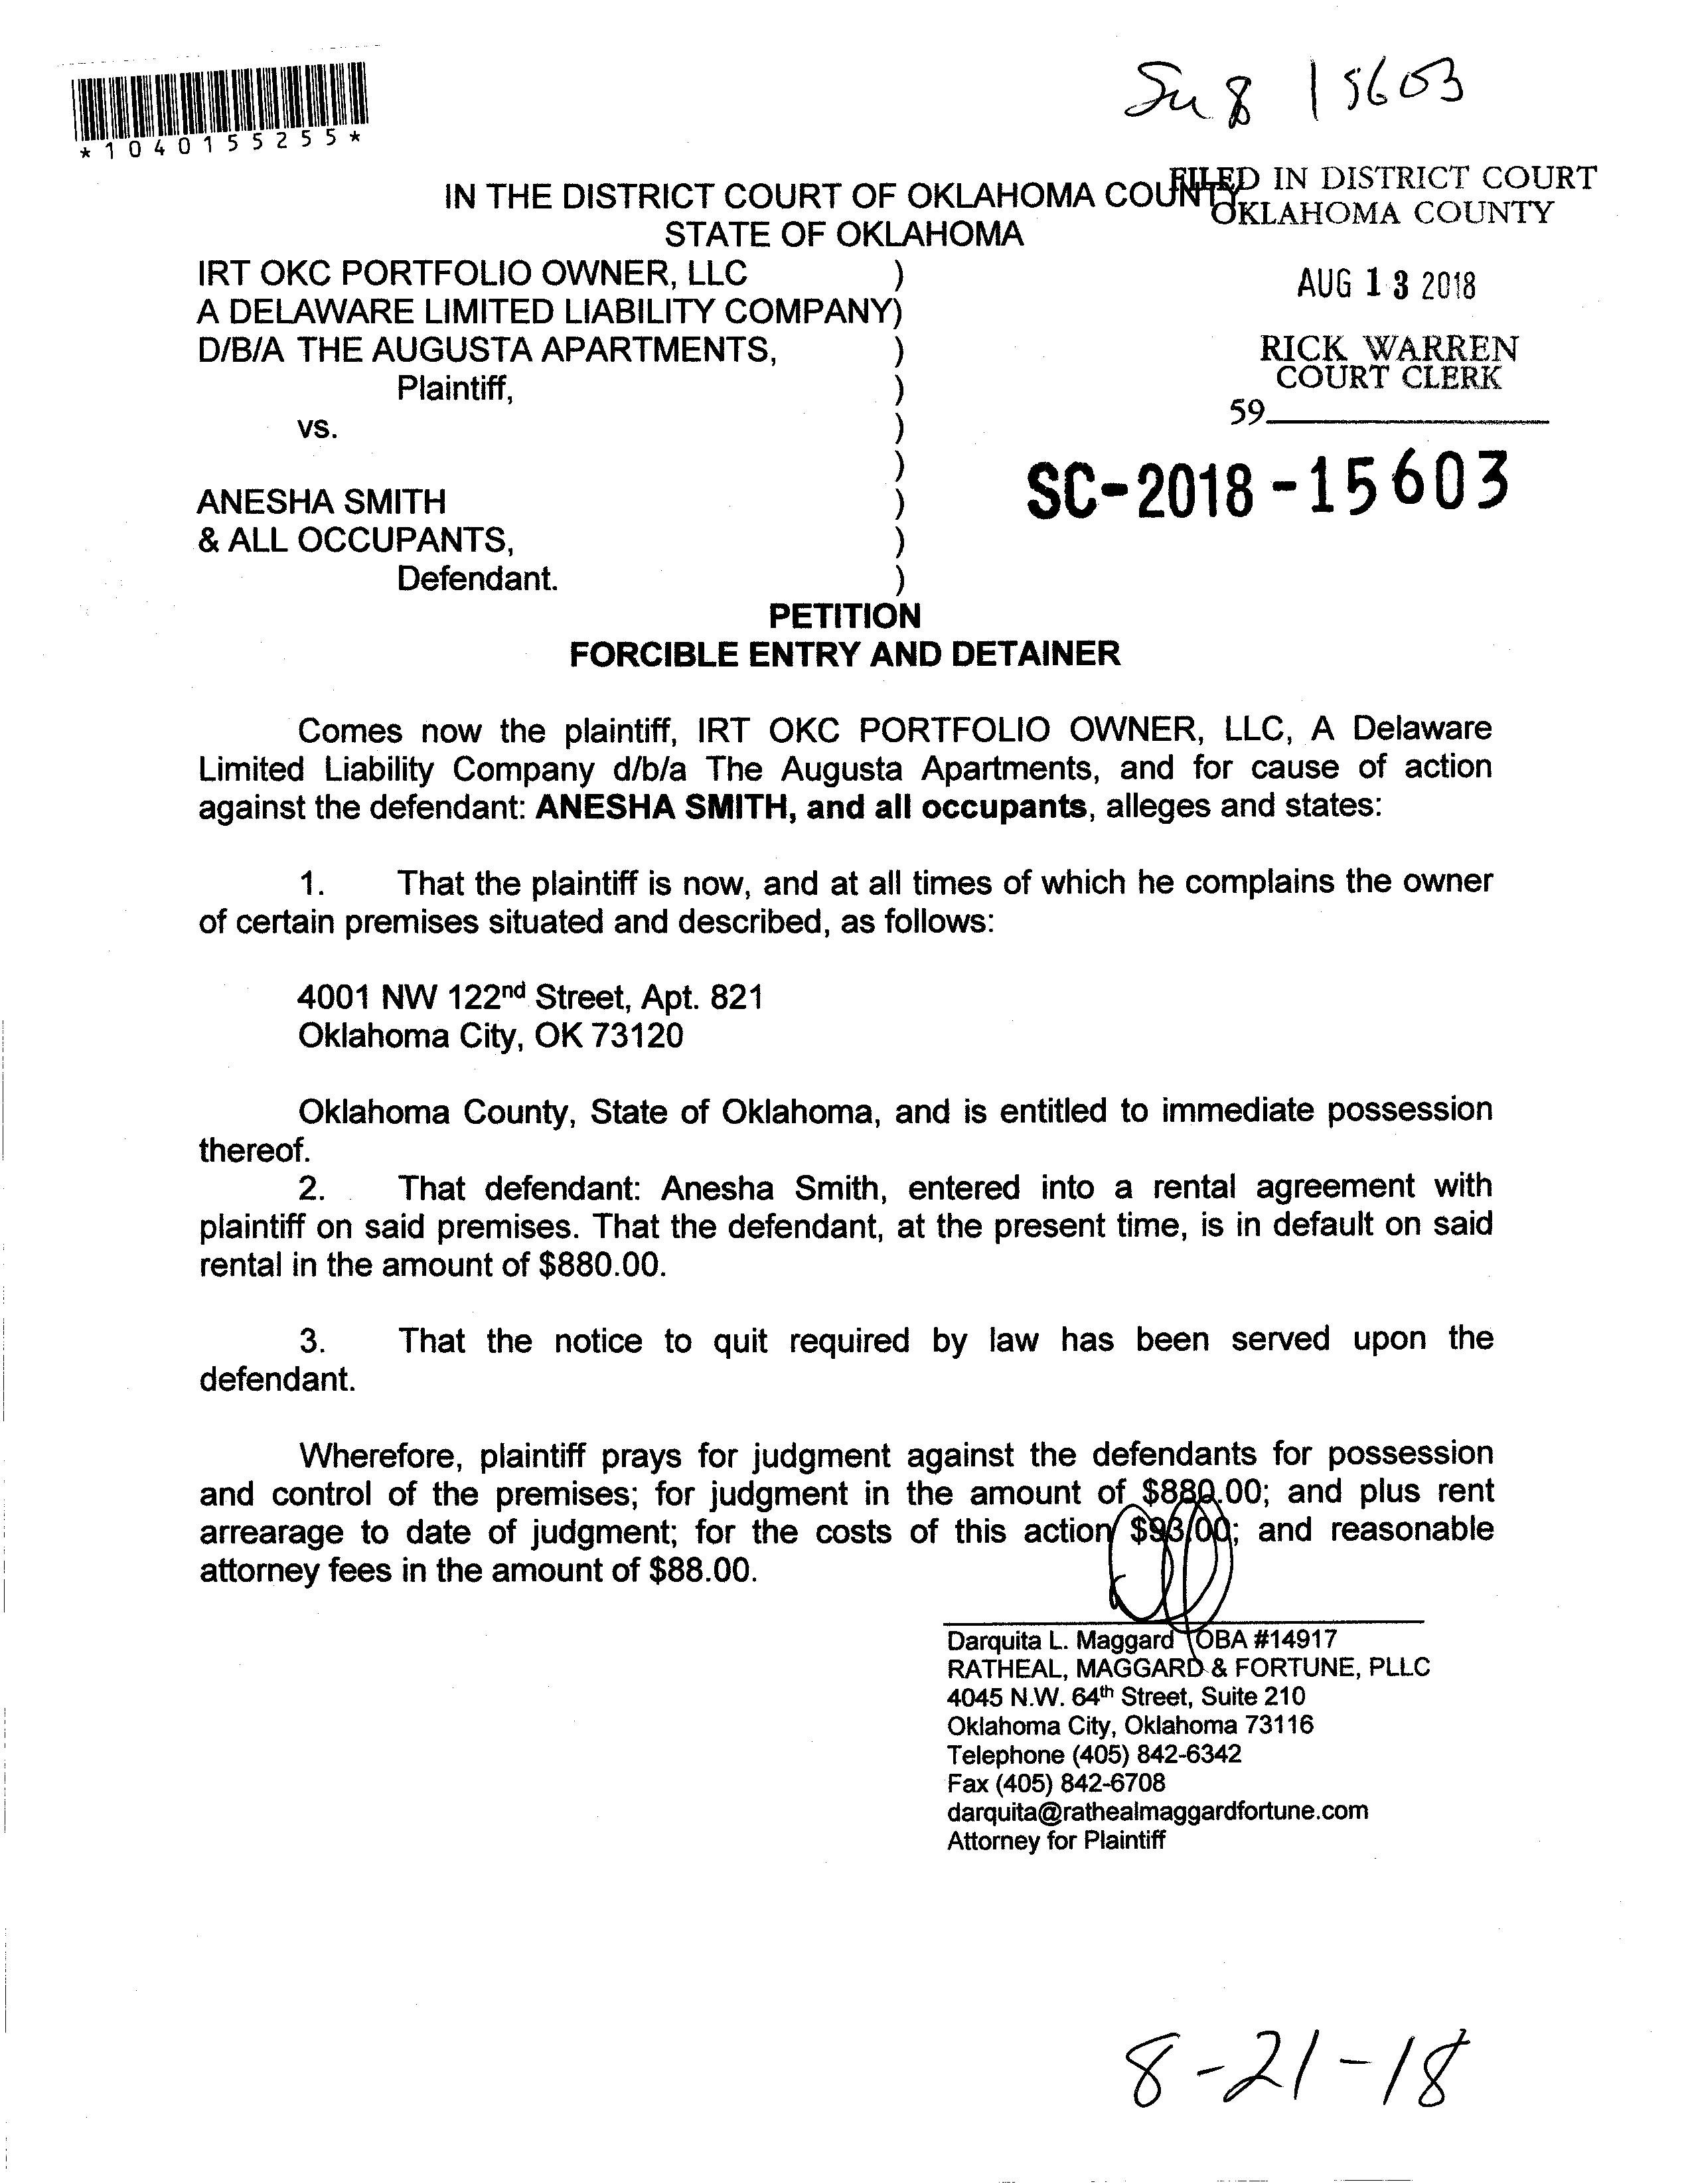 Sn 8 15603
*1040155255*
IN THE DISTRICT COURT OF OKLAHOMA COUNTY
STATE OF OKLAHOMA
FILED IN DISTRICT COURT
OKLAHOMA COUNTY
AUG 13 2018
RICK WARREN
COURT CLERK
59
SC-2018-15603
IRT OKC PORTFOLIO OWNER, LLC )
A DELAWARE LIMITED LIABILITY COMPANY)
D/B/A THE AUGUSTA APARTMENTS, )
Plaintiff, )
vs. )
)
ANESHA SMITH )
& ALL OCCUPANTS, )
Defendant. )
PETITION
FORCIBLE ENTRY AND DETAINER
Comes now the plaintiff, IRT OKC PORTFOLIO OWNER, LLC, A Delaware
Limited Liability Company d/b/a The Augusta Apartments, and for cause of action
against the defendant: ANESHA SMITH, and all occupants, alleges and states:
1. That the plaintiff is now, and at all times of which he complains the owner
of certain premises situated and described, as follows:
4001 NW 122nd Street, Apt. 821
Oklahoma City, OK 73120
Oklahoma County, State of Oklahoma, and is entitled to immediate possession
thereof.
2. That defendant: Anesha Smith, entered into a rental agreement with
plaintiff on said premises. That the defendant, at the present time, is in default on said
rental in the amount of $880.00.
3. That the notice to quit required by law has been served upon the
defendant.
Wherefore, plaintiff prays for judgment against the defendants for possession
and control of the premises; for judgment in the amount of $880.00; and plus rent
arrearage to date of judgment; for the costs of this action $93.00; and reasonable
attorney fees in the amount of $88.00.
Darquita L. Maggard OBA #14917
RATHEAL, MAGGARD & FORTUNE, PLLC
4045 N.W. 64th Street, Suite 210
Oklahoma City, Oklahoma 73116
Telephone (405) 842-6342
Fax (405) 842-6708
darquita@rathealmaggardfortune.com
Attorney for Plaintiff
8-21-18